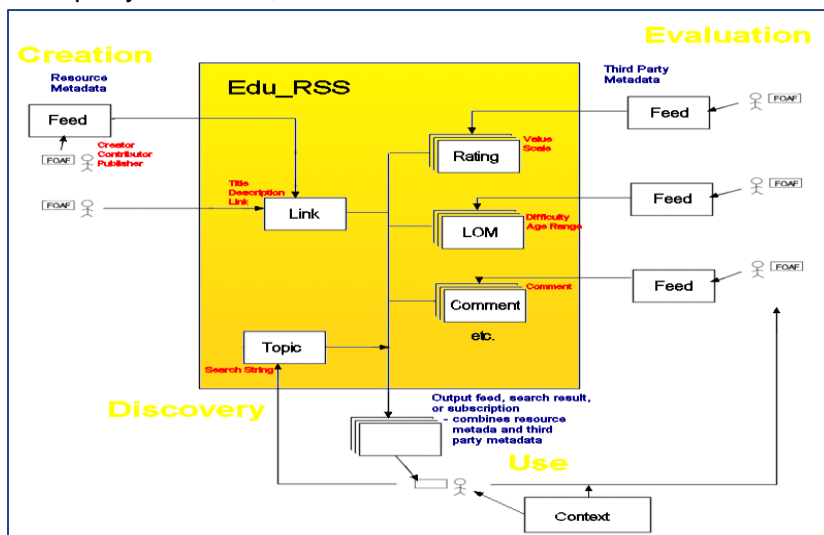 Creation
Evaluation
Resource
Metadata
Third Party
Metadata
Edu_RSS
Feed
FOAF
Creator
Contributor
Publisher
Feed
FOAF
Value
Scale
Rating
FOAF
Title
Description
Link
Link
Feed
FOAF
Difficulty
Age Range
LOM
Feed
FOAF
Comment
Comment
etc.
Topic
Search String
Discovery
Output feed, search result,
or subscription
- combines resource
metada and third
party metadata
Use
Context